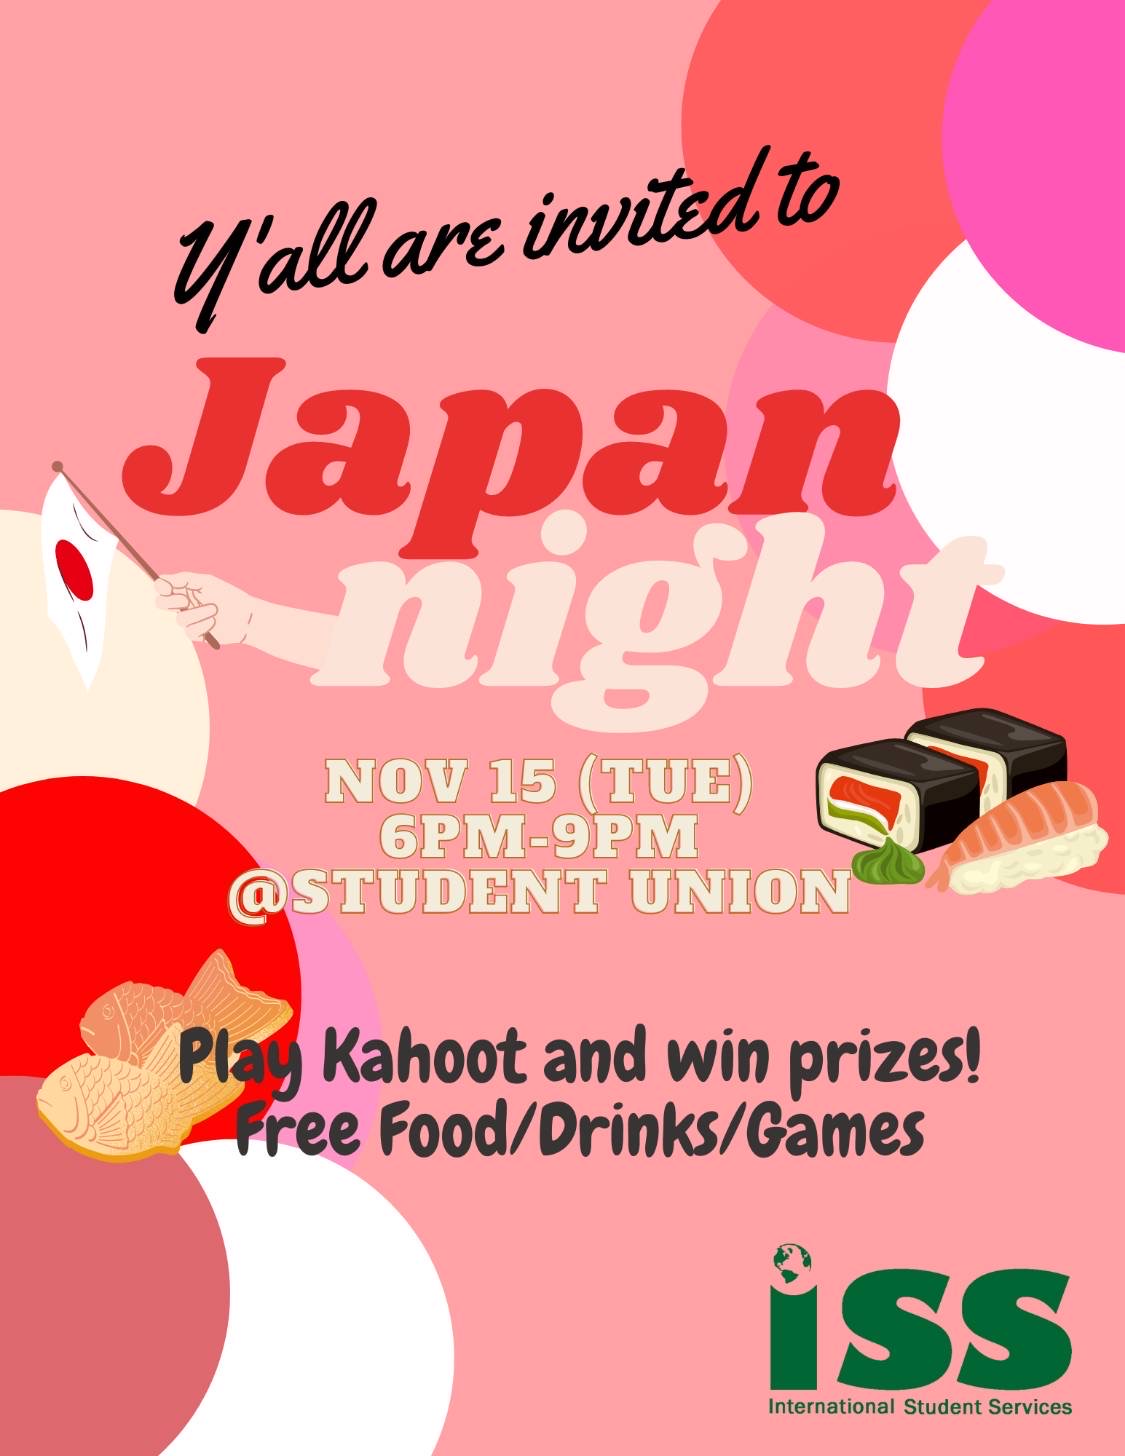 Y'all are invited to
Japan
night
NOV 15 (TUE)
6PM-9PM
@STUDENT UNION
Play Kahoot and win prizes!
Free Food/Drinks/Games
iSS
International Student Services